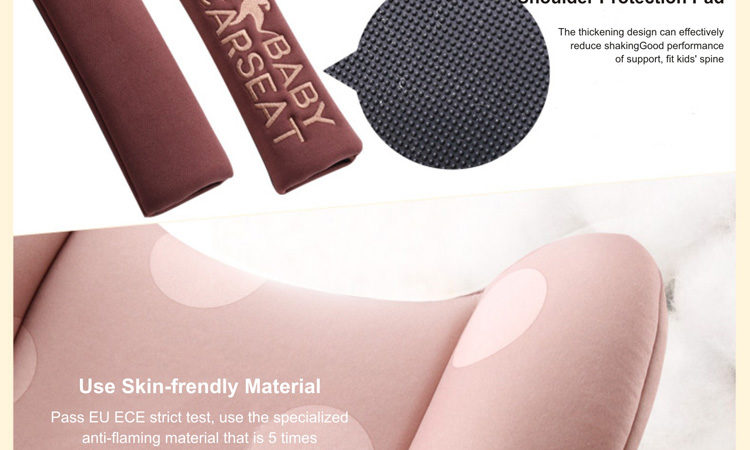 Shoulder Protection Pad
The thickening design can effectively
reduce shakingGood performance
of support, fit kids' spine
BABY
CARSEAT
Use Skin-frendly Material
Pass EU ECE strict test, use the specialized
anti-flaming material that is 5 times